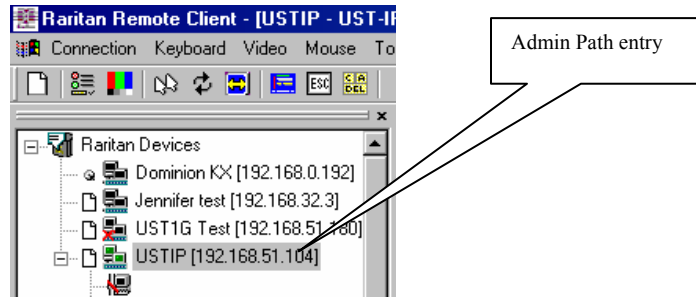 Raritan Remote Client - [USTIP - UST-
Admin Path entry
Connection Keyboard Video Mouse To
ESC
C A
DEL
x
Raritan Devices
Dominion KX [192.168.0.192]
Jennifer test [192.168.32.3]
UST1G Test [192.168.51.180]
USTIP [192.168.51.104]